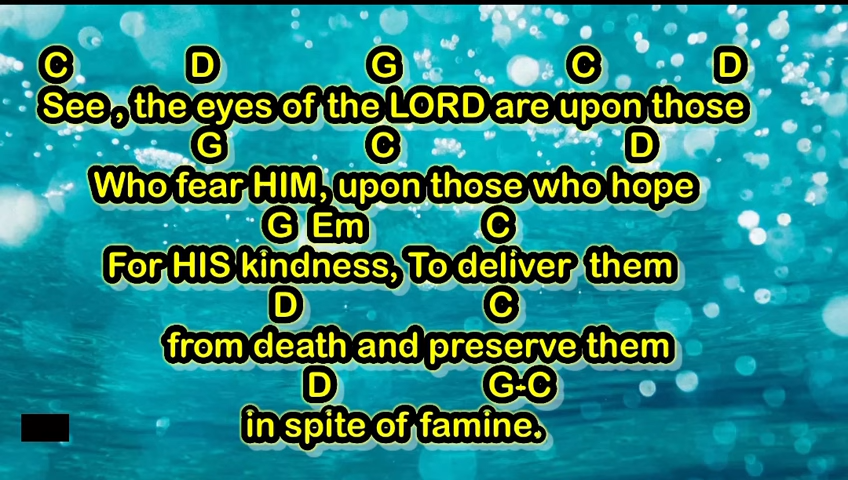 C D G C D
See , the eyes of the LORD are upon those
G C D
Who fear HIM, upon those who hope
G Em C
For HIS kindness, To deliver them
D C
from death and preserve them
D G-C
in spite of famine.